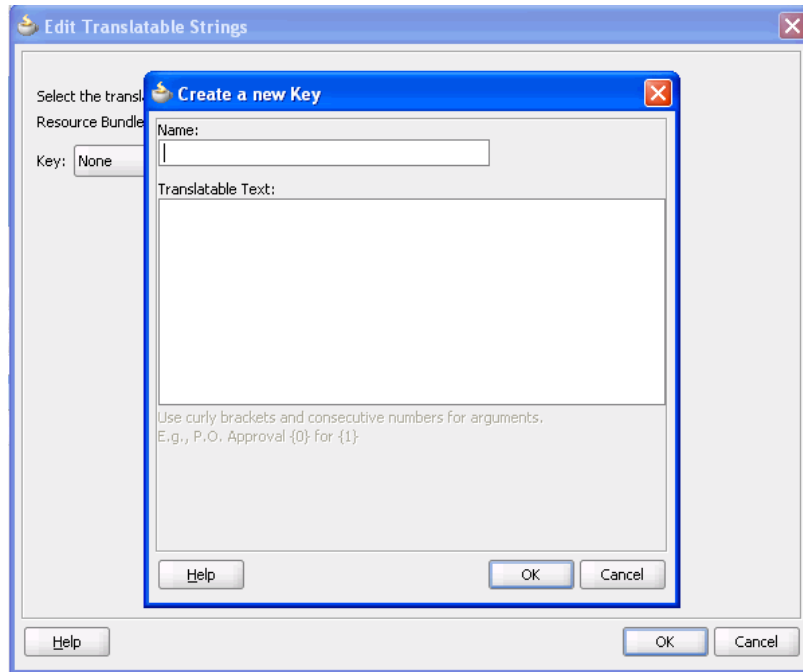 Edit Translatable Strings
Select the transl
Resource Bundle
Key: None
Create a new Key
Name:
Translatable Text:
Use curly brackets and consecutive numbers for arguments.
E.g., P.O. Approval {0} for {1}
Help OK Cancel
Help OK Cancel